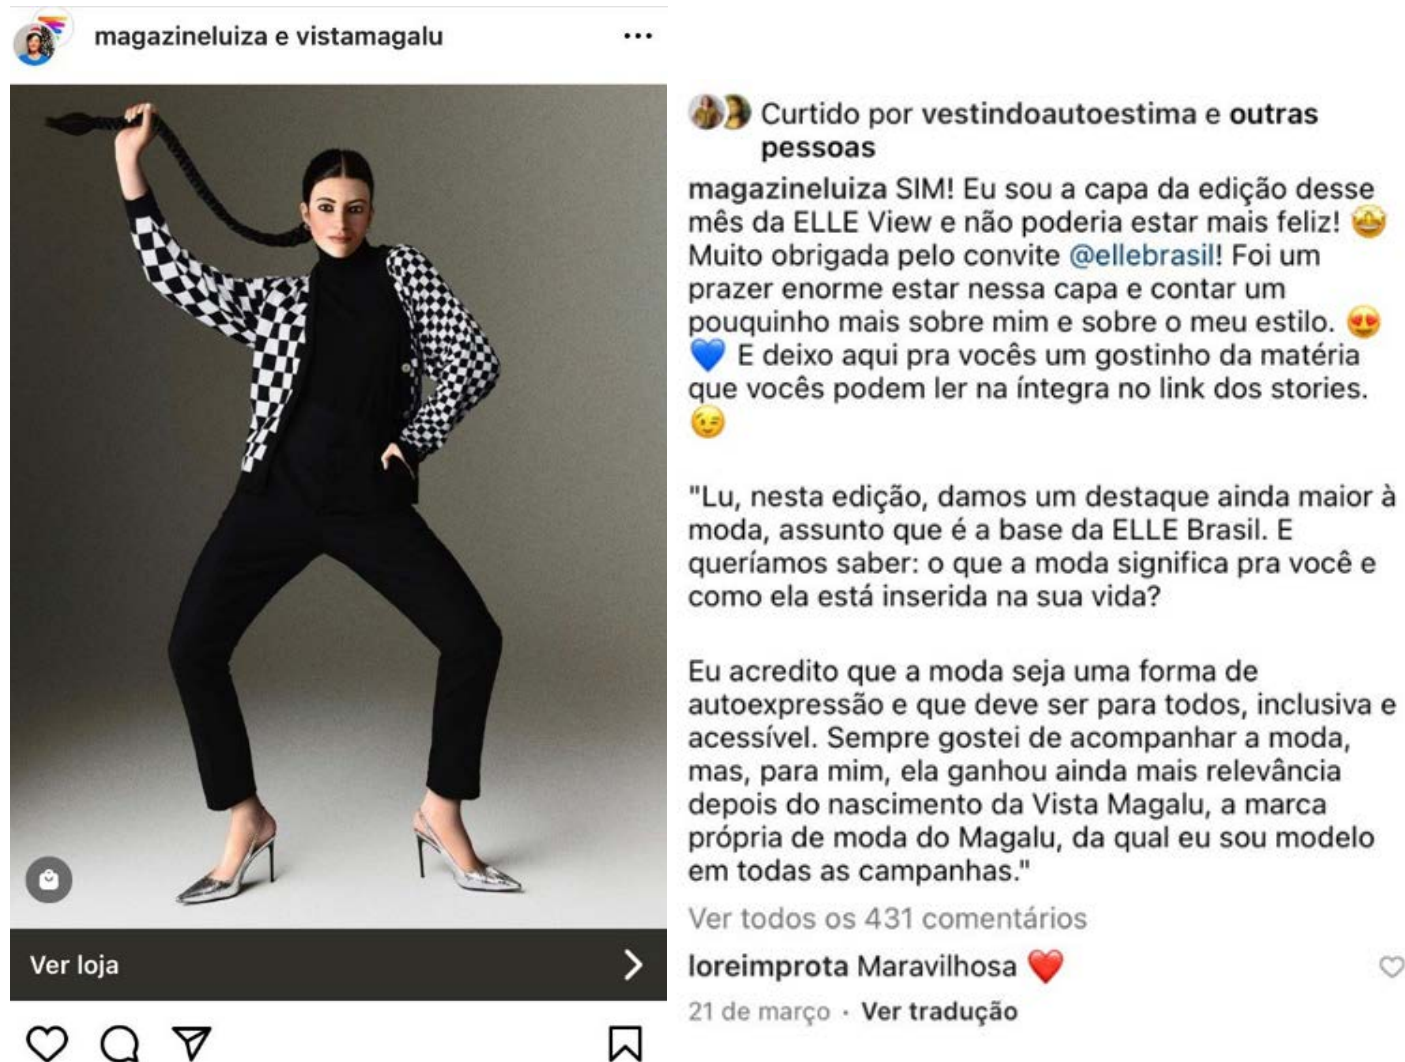 magazineluiza e vistamagalu
Ver loja
Curtido por vestindoautoestima e outras
pessoas
magazineluiza SIM! Eu sou a capa da edição desse
mês da ELLE View e não poderia estar mais feliz! 🤩
Muito obrigada pelo convite @ellebrasil! Foi um
prazer enorme estar nessa capa e contar um
pouquinho mais sobre mim e sobre o meu estilo. 😍
💙 E deixo aqui pra vocês um gostinho da matéria
que vocês podem ler na íntegra no link dos stories.
😉
"Lu, nesta edição, damos um destaque ainda maior à
moda, assunto que é a base da ELLE Brasil. E
queríamos saber: o que a moda significa pra você e
como ela está inserida na sua vida?
Eu acredito que a moda seja uma forma de
autoexpressão e que deve ser para todos, inclusiva e
acessível. Sempre gostei de acompanhar a moda,
mas, para mim, ela ganhou ainda mais relevância
depois do nascimento da Vista Magalu, a marca
própria de moda do Magalu, da qual eu sou modelo
em todas as campanhas."
Ver todos os 431 comentários
loreimprota Maravilhosa ❤️
21 de março · Ver tradução